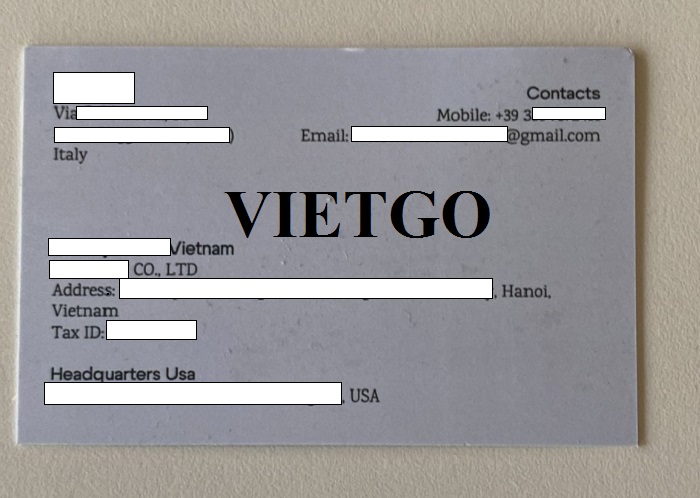 Contacts
Via
Mobile: +39 3
Email: @gmail.com
Italy
VIETGO
Vietnam
CO., LTD
Address: , Hanoi,
Vietnam
Tax ID:
Headquarters Usa
, USA